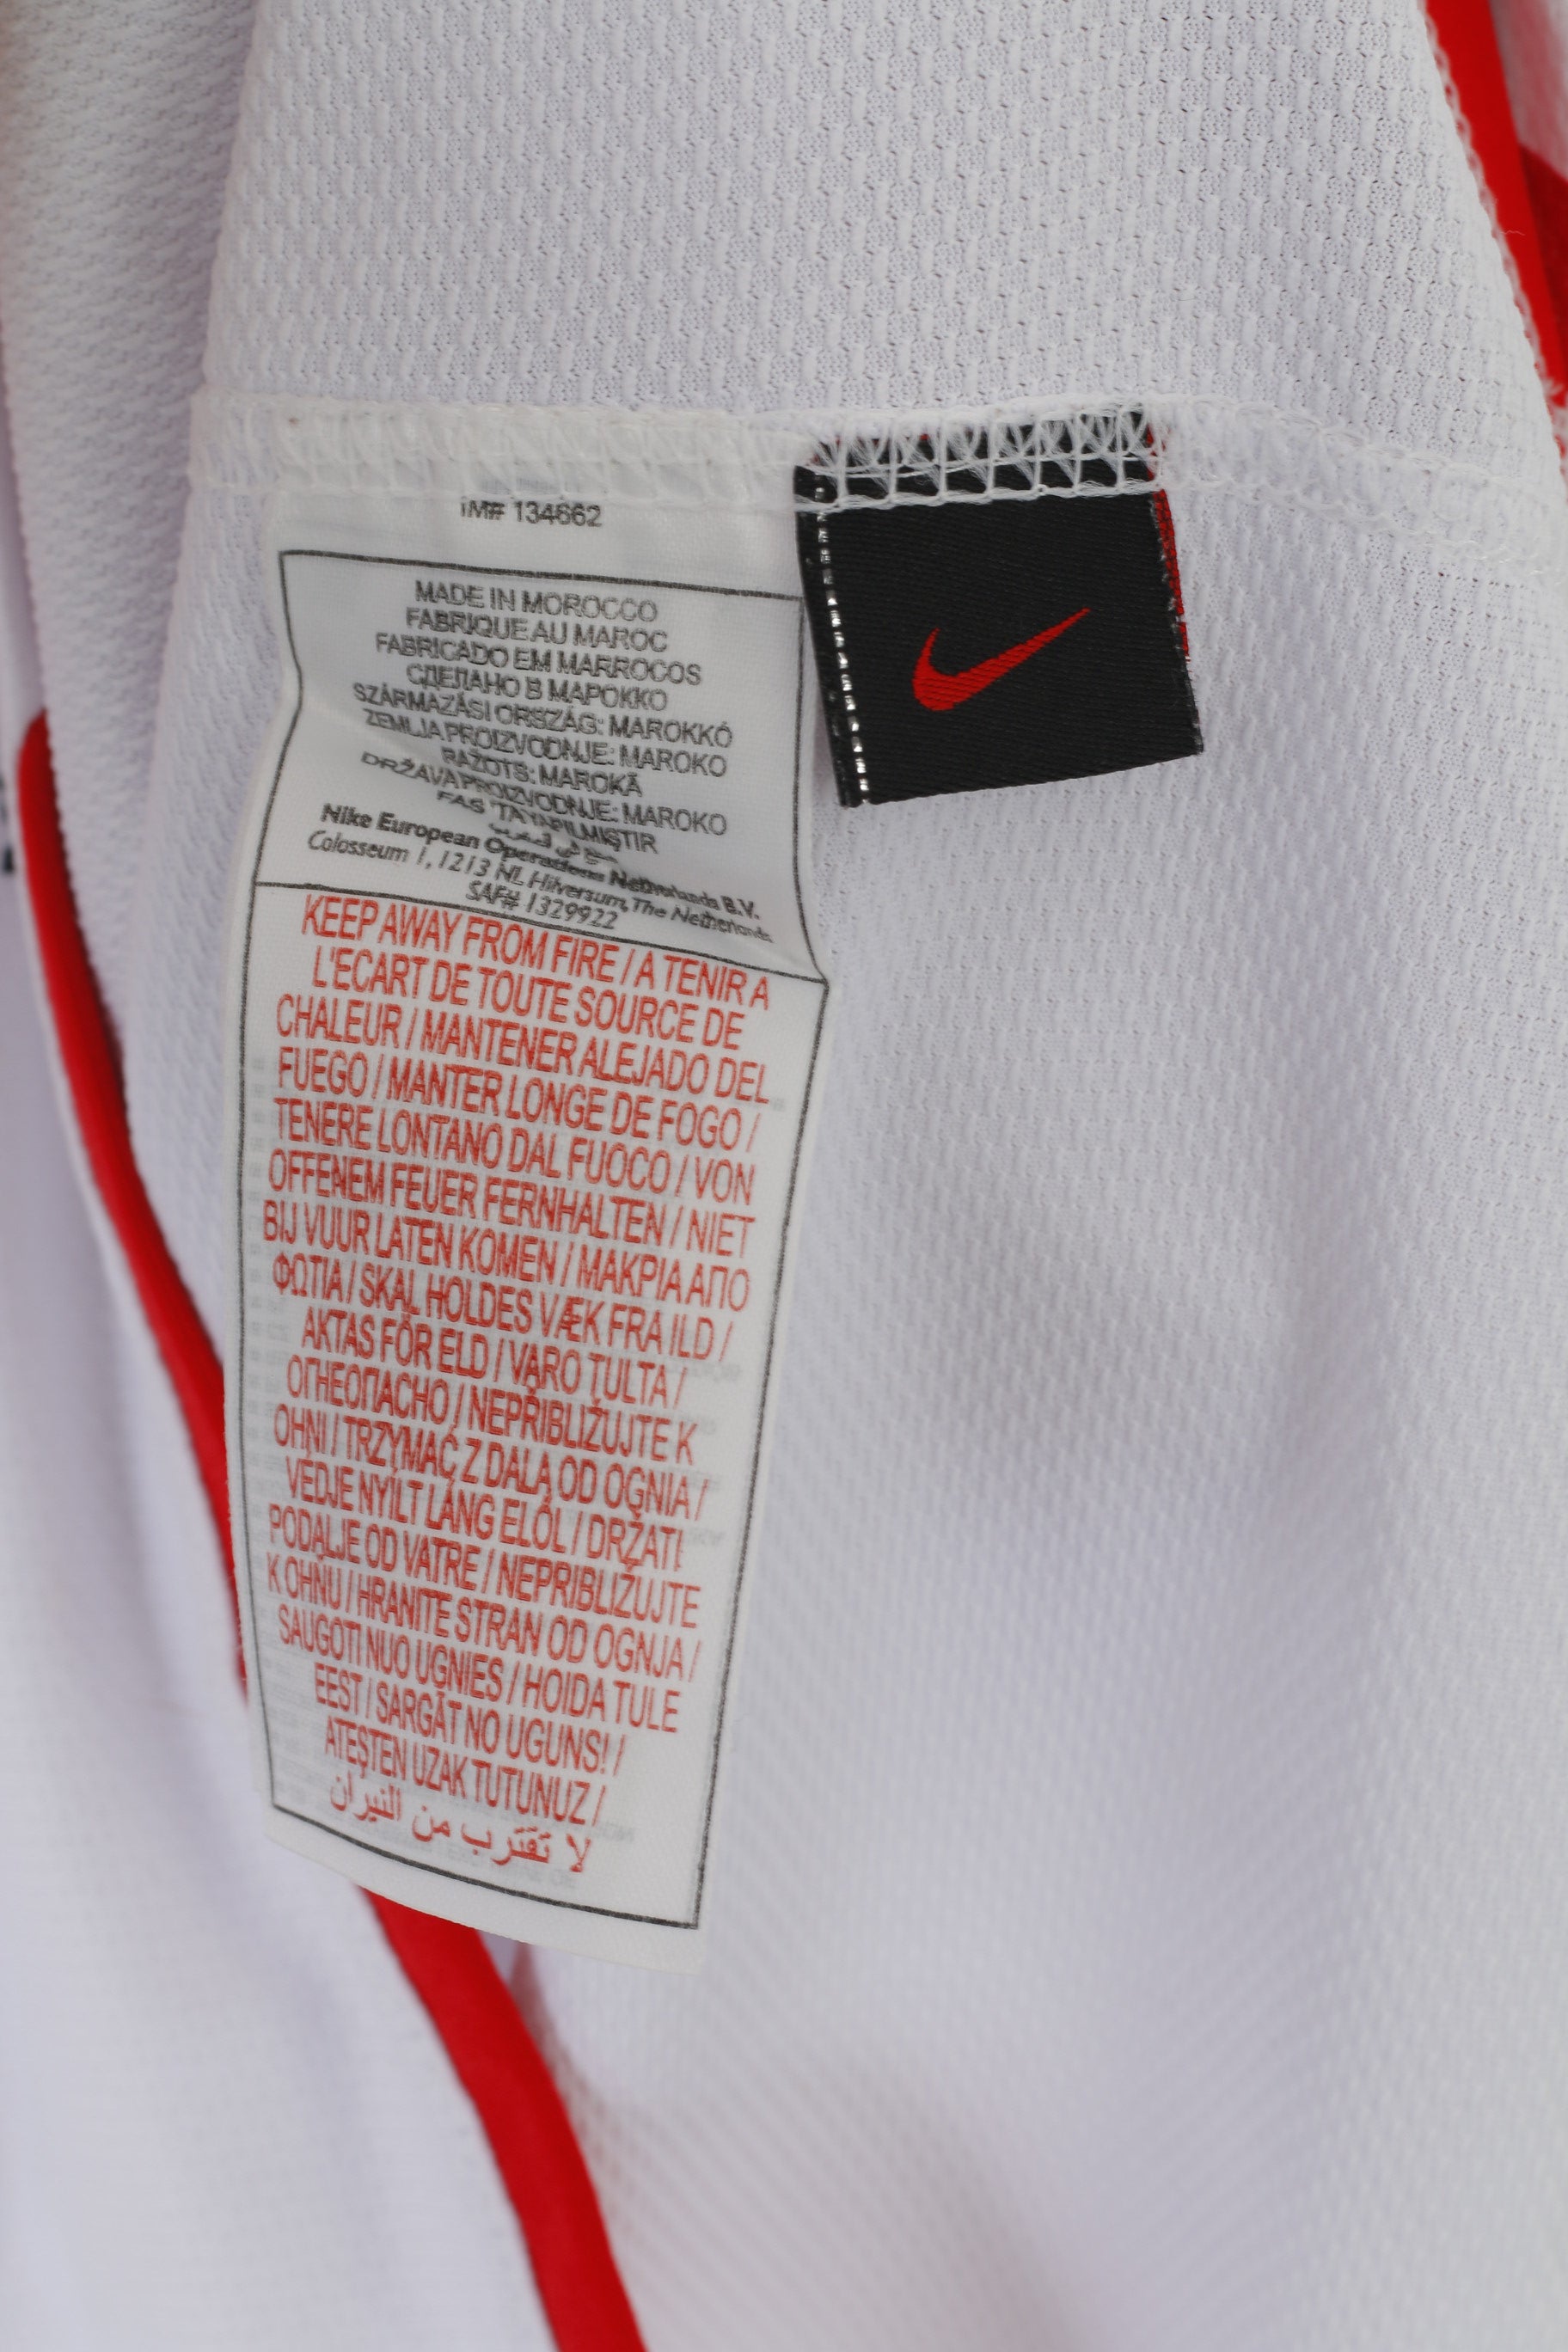 IM# 134662
MADE IN MOROCCO
FABRIQUE AU MAROC
FABRICADO EM MARROCOS
СДЕЛАНО В МАРОККО
SZÁRMAZÁSI ORSZÁG: MAROKKÓ
ZEMLJA PROIZVODNJE: MAROKO
RAŽOTS: MAROKĀ
DRŽAVA PROIZVODNJE: MAROKO
FAS 'TA YAPILMIŞTIR
Nike European Operations Netherlands B.V.
Colosseum 1, 1213 NL Hilversum, The Netherlands
SAF# 1329922
KEEP AWAY FROM FIRE / A TENIR A
L'ECART DE TOUTE SOURCE DE
CHALEUR / MANTENER ALEJADO DEL
FUEGO / MANTER LONGE DE FOGO /
TENERE LONTANO DAL FUOCO / VON
OFFENEM FEUER FERNHALTEN / NIET
BIJ VUUR LATEN KOMEN / ΜΑΚΡΙΑ ΑΠΟ
ΦΩΤΙΑ / SKAL HOLDES VÆK FRA ILD /
AKTAS FÖR ELD / VARO TULTA /
ОГНЕОПАСНО / NEPŘIBLIŽUJTE K
OHNI / TRZYMAĆ Z DALA OD OGNIA /
VÉDJE NYÍLT LÁNG ELŐL / DRŽATI
PODALJE OD VATRE / NEPRIBLIŽUJTE
K OHŇU / HRANITE STRAN OD OGNJA /
SAUGOTI NUO UGNIES / HOIDA TULE
EEST / SARGĀT NO UGUNS! /
ATEŞTEN UZAK TUTUNUZ /
لا تقترب من النيران